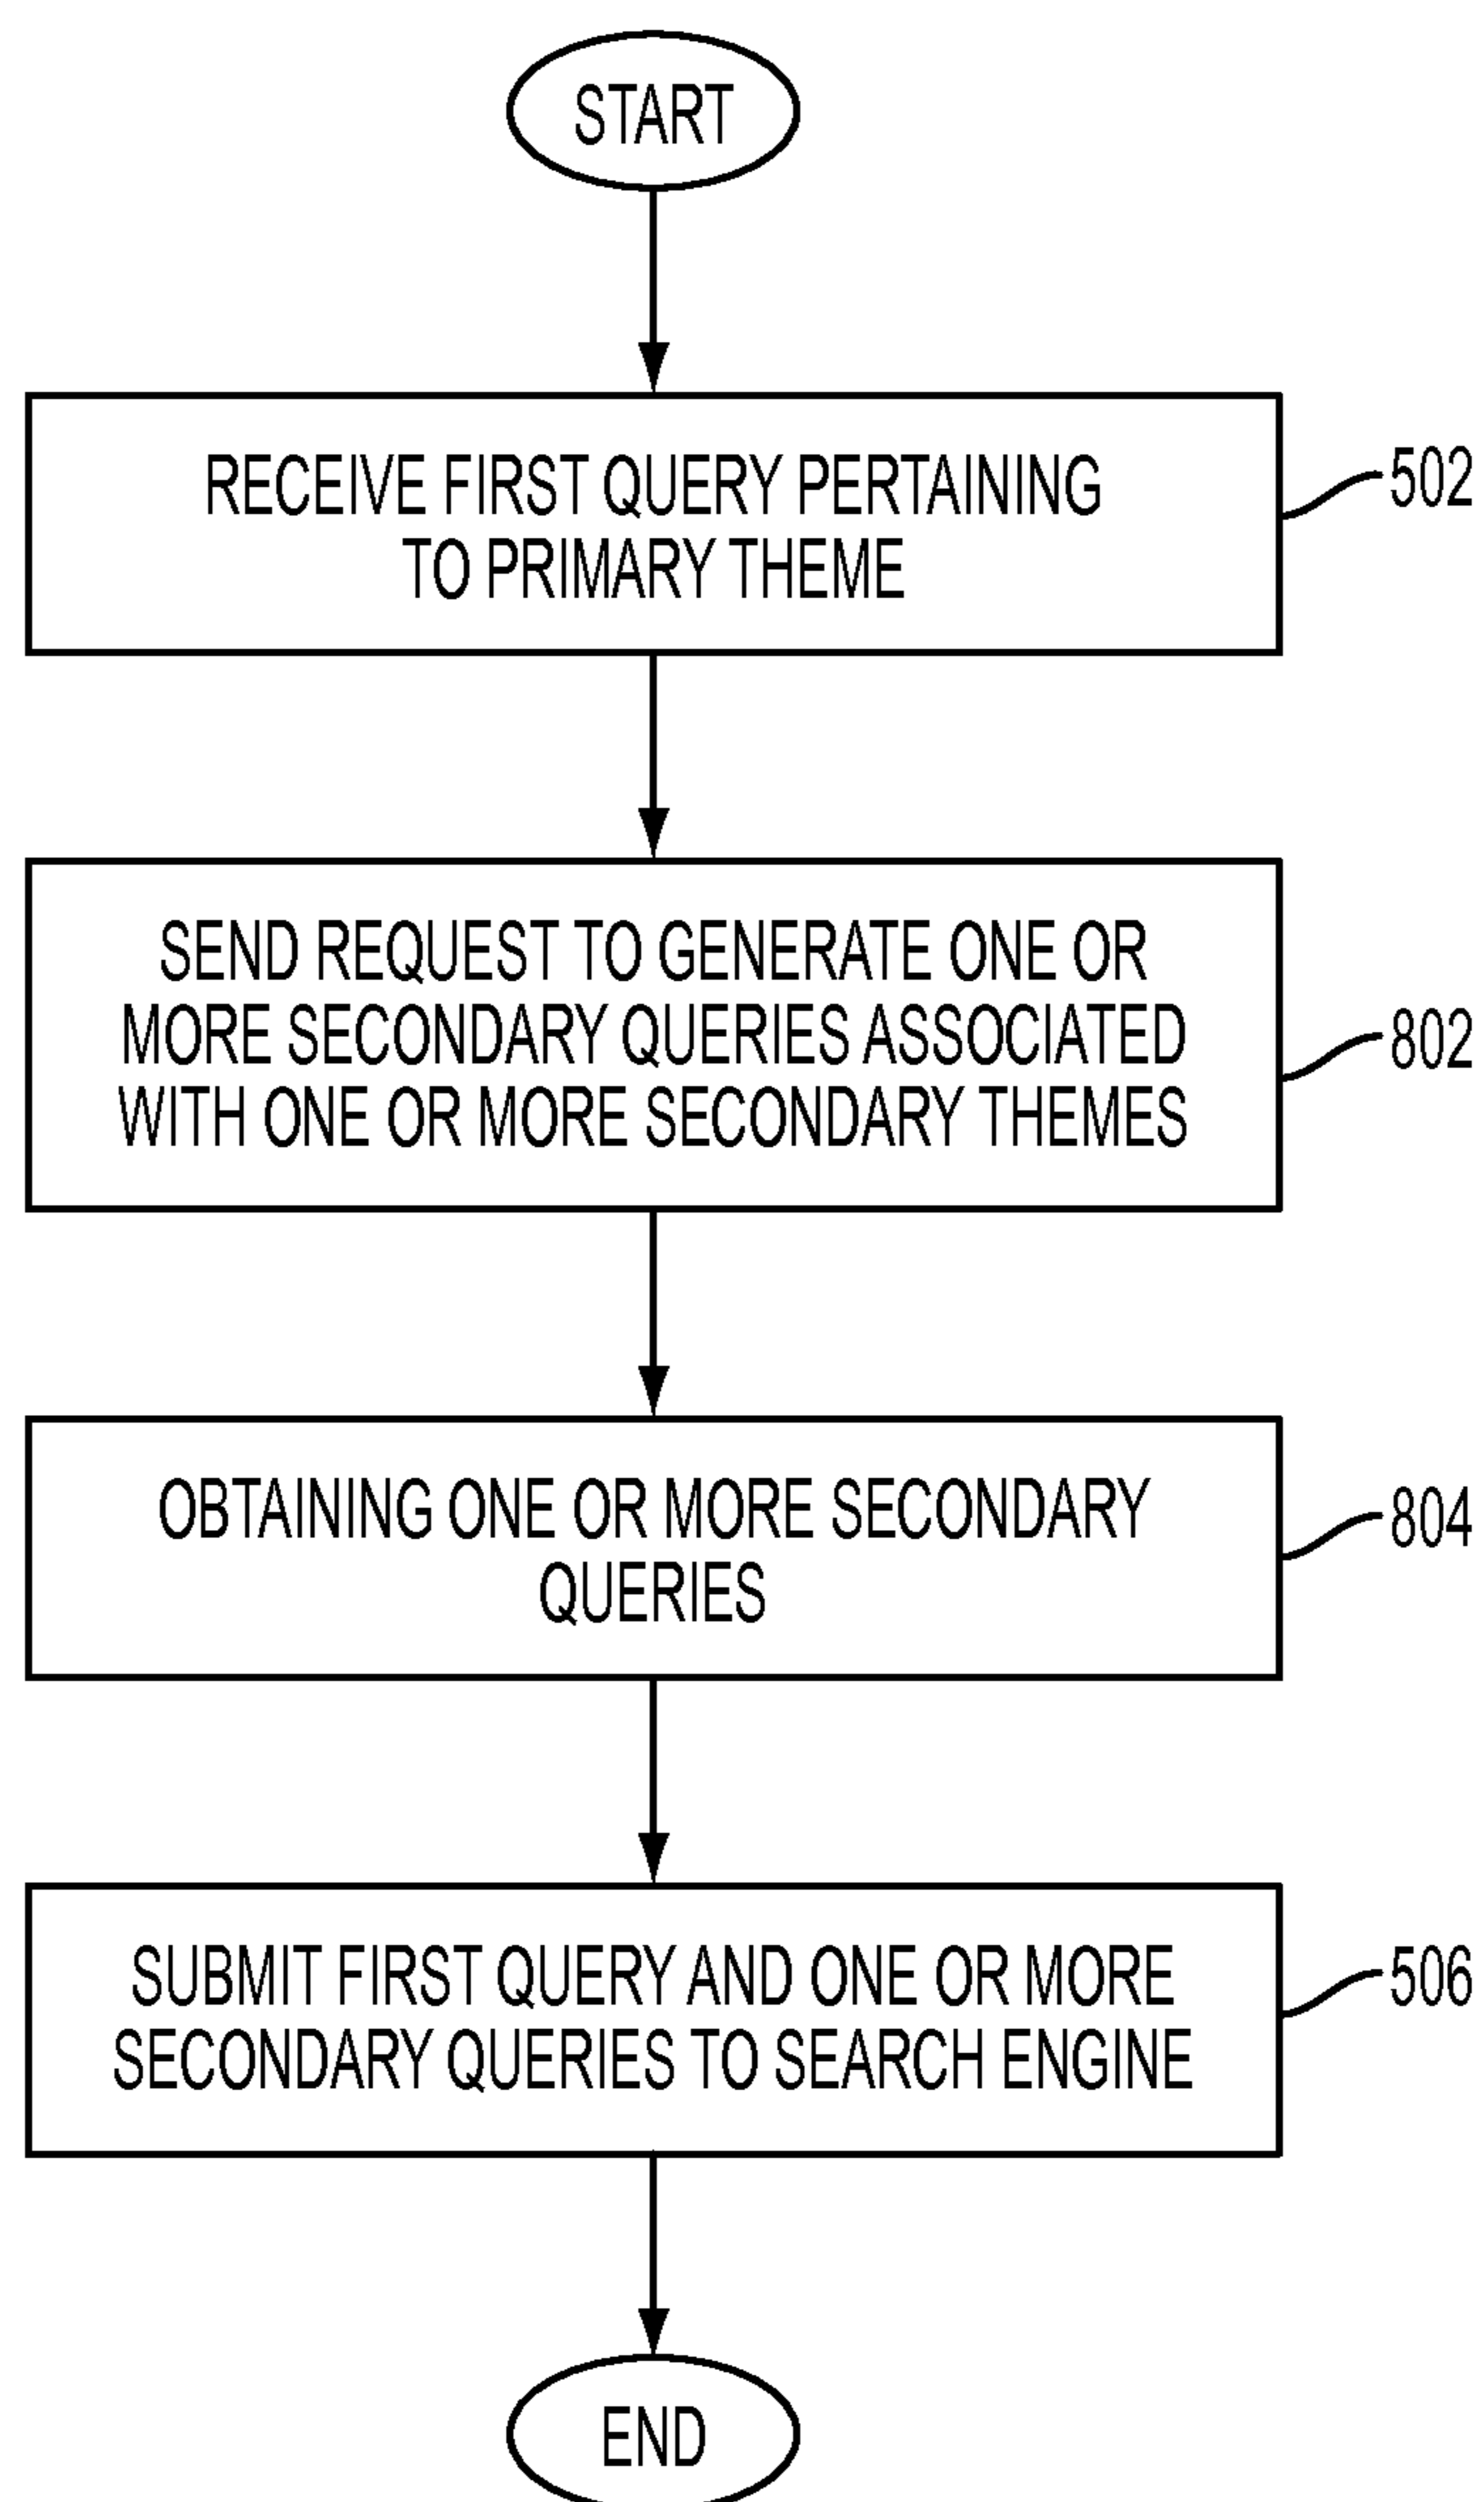 START
RECEIVE FIRST QUERY PERTAINING
TO PRIMARY THEME
502
SEND REQUEST TO GENERATE ONE OR
MORE SECONDARY QUERIES ASSOCIATED
WITH ONE OR MORE SECONDARY THEMES
802
OBTAINING ONE OR MORE SECONDARY
QUERIES
804
SUBMIT FIRST QUERY AND ONE OR MORE
SECONDARY QUERIES TO SEARCH ENGINE
506
END